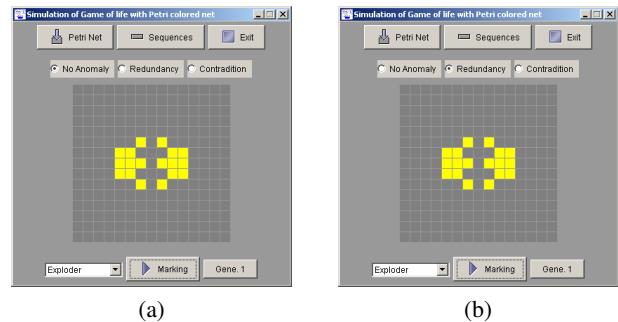 Simulation of Game of life with Petri colored net
Petri Net Sequences Exit
No Anomaly Redundancy Contradition
Exploder Marking Gene. 1
(a)
Simulation of Game of life with Petri colored net
Petri Net Sequences Exit
No Anomaly Redundancy Contradition
Exploder Marking Gene. 1
(b)